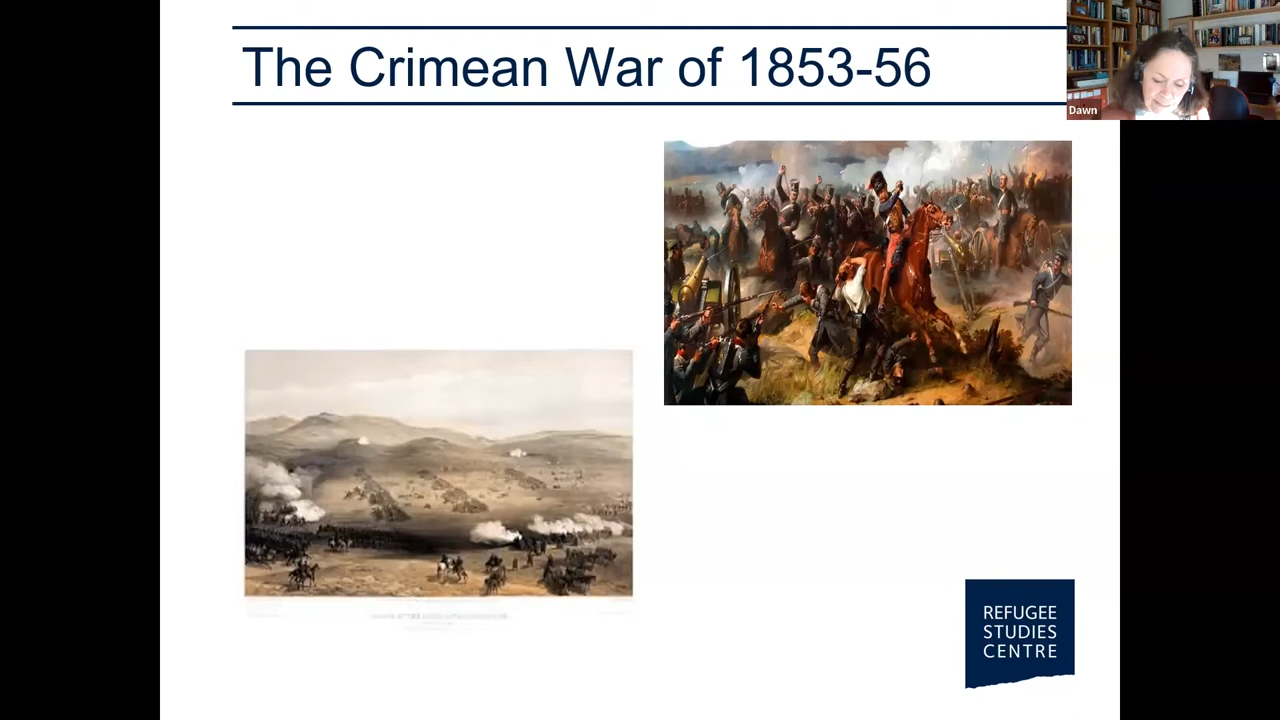 The Crimean War of 1853-56
Dawn
REFUGEE
STUDIES
CENTRE